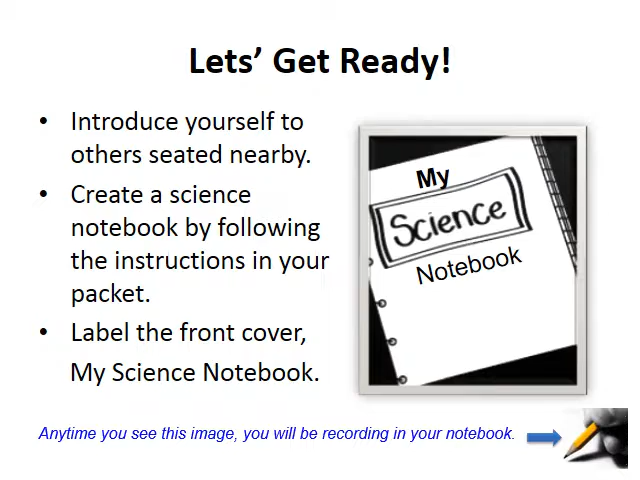 Lets’ Get Ready!
• Introduce yourself to
others seated nearby.
• Create a science
notebook by following
the instructions in your
packet.
• Label the front cover,
My Science Notebook.
My
Science
Notebook
Anytime you see this image, you will be recording in your notebook.